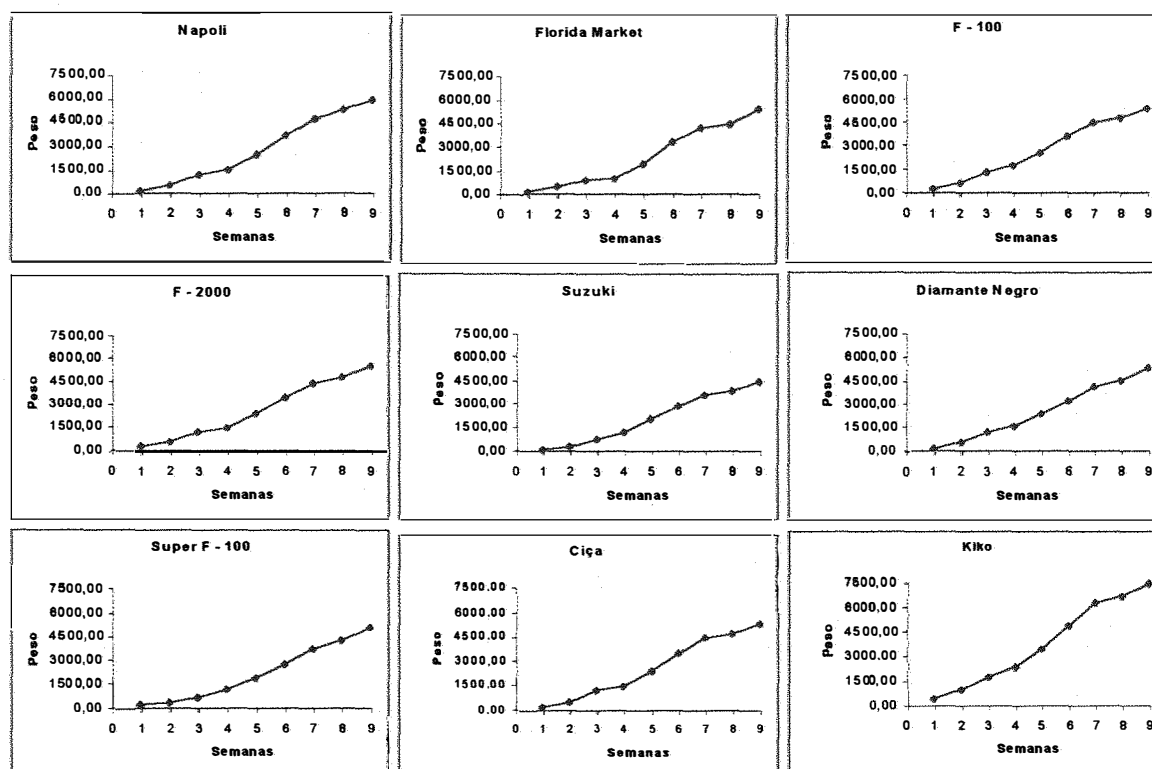 Napoli
Peso
7500,00
6000,00
4500,00
3000,00
1500,00
0.00
0 1 2 3 4 5 6 7 8 9
Semanas
Florida Market
Peso
7500,00
6000,00
4500,00
3000,00
1500,00
0,00
0 1 2 3 4 5 6 7 8 9
Semanas
F - 100
Peso
7500,00
6000,00
4500,00
3000,00
1500,00
0,00
0 1 2 3 4 5 6 7 8 9
Semanas
F - 2000
Peso
7500,00
6000,00
4500,00
3000,00
1500,00
0,00
0 1 2 3 4 5 6 7 8 9
Semanas
Suzuki
Peso
7500,00
6000,00
4500,00
3000,00
1500,00
0,00
0 1 2 3 4 5 6 7 8 9
Semanas
Diamante Negro
Peso
7500,00
6000,00
4500,00
3000,00
1500,00
0,00
0 1 2 3 4 5 6 7 8 9
Semanas
Super F - 100
Peso
7500,00
6000,00
4500,00
3000,00
1500,00
0,00
0 1 2 3 4 5 6 7 8 9
Semanas
Ciça
Peso
7500.00
6000,00
4500,00
3000,00
1500,00
0.00
0 1 2 3 4 5 6 7 8 9
Semanas
Kiko
Peso
7500,00
6000,00
4500,00
3000,00
1500,00
0,00
0 1 2 3 4 5 6 7 8 9
Semanas